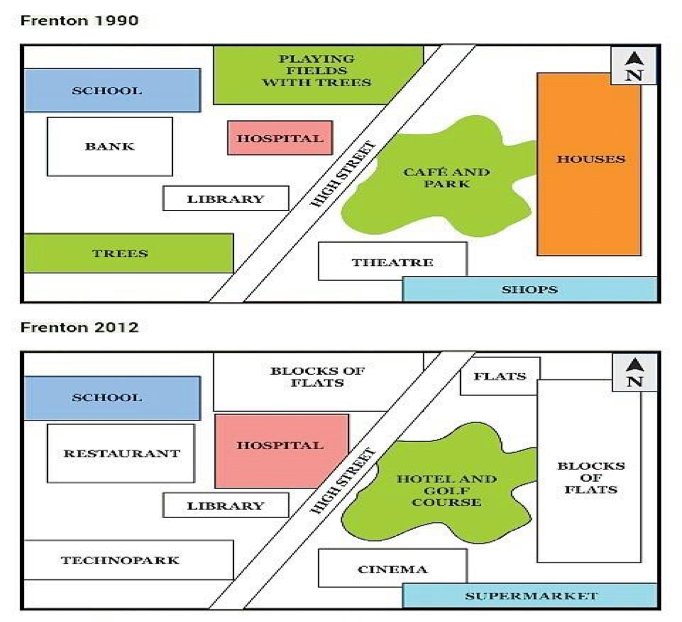 Frenton 1990
PLAYING
FIELDS
WITH TREES
N
SCHOOL
BANK
HOSPITAL
HIGH STREET
CAFÉ AND
PARK
HOUSES
LIBRARY
TREES
THEATRE
SHOPS
Frenton 2012
BLOCKS OF
FLATS
FLATS
N
SCHOOL
RESTAURANT
HOSPITAL
HIGH STREET
HOTEL AND
GOLF
COURSE
BLOCKS
OF
FLATS
LIBRARY
TECHNOPARK
CINEMA
SUPERMARKET